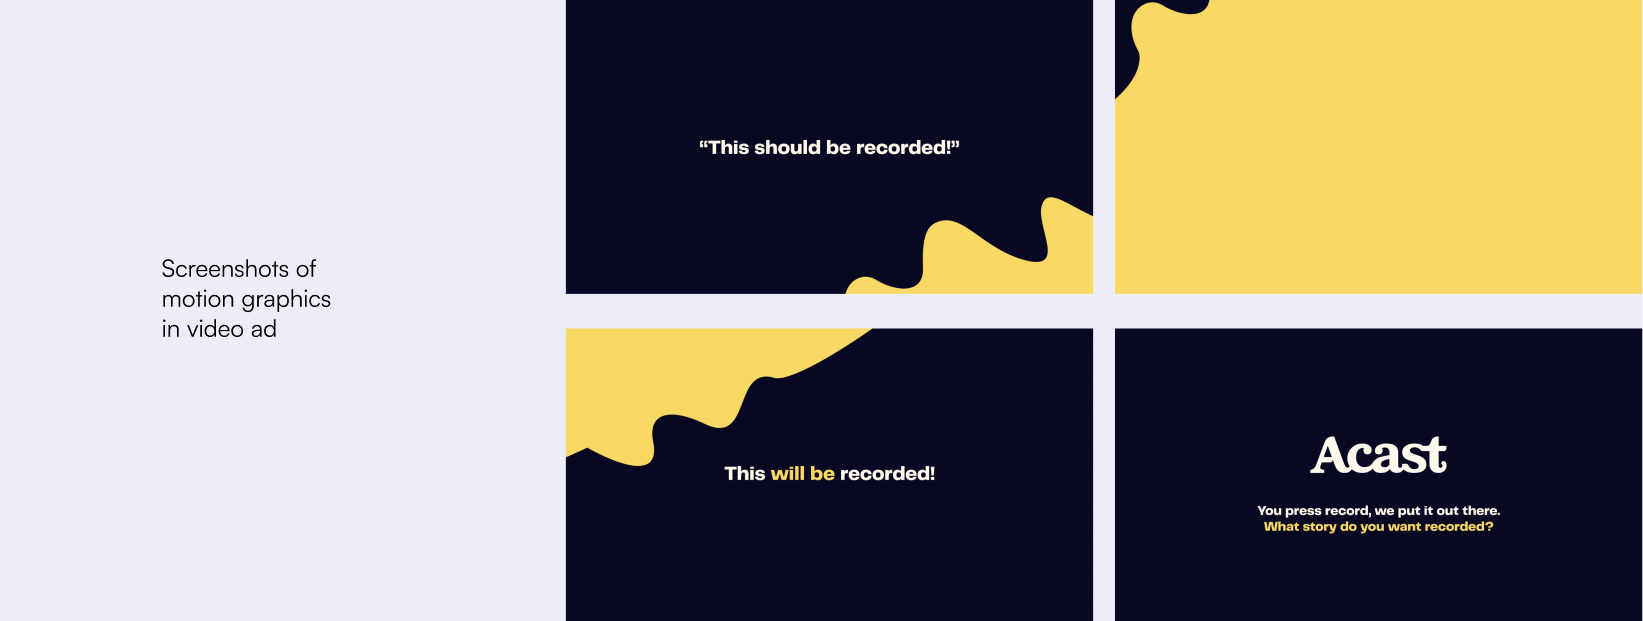 “This should be recorded!”
Screenshots of
motion graphics
in video ad
This will be recorded!
Acast
You press record, we put it out there.
What story do you want recorded?